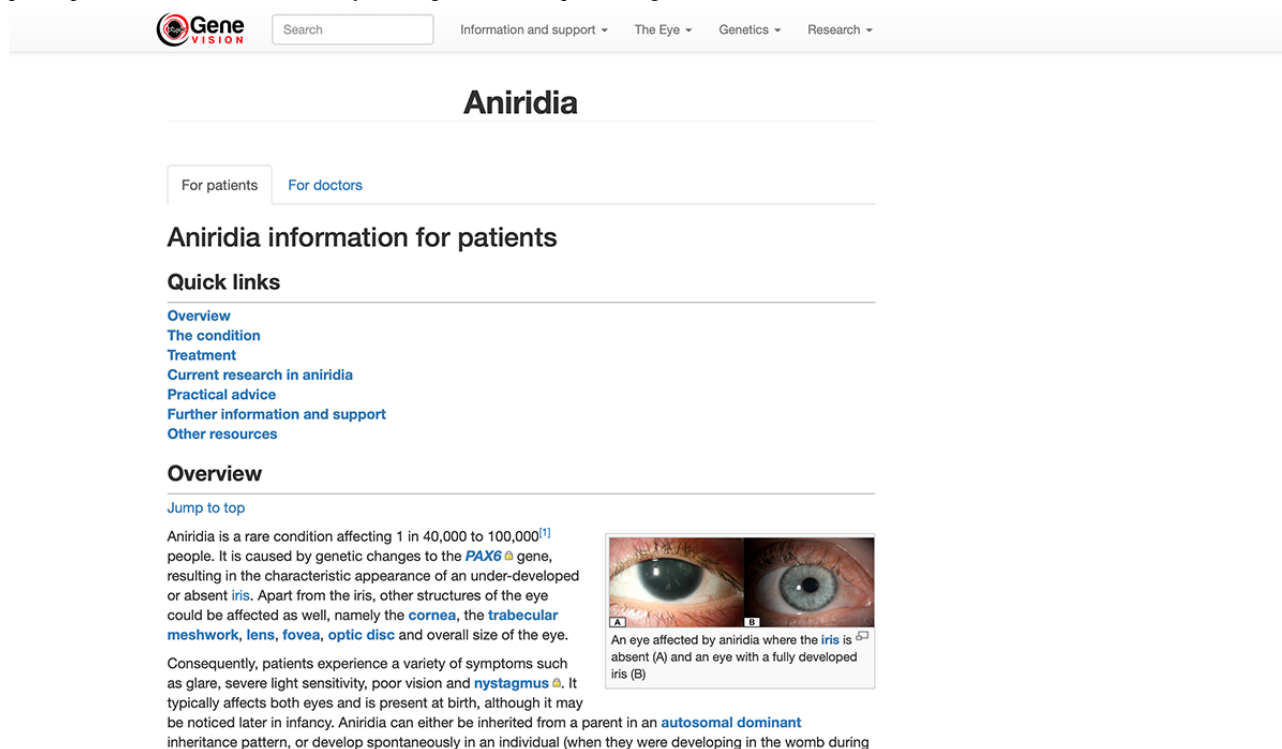 Gene
VISION
Search
Information and support
The Eye
Genetics
Research
Aniridia
For patients
For doctors
Aniridia information for patients
Quick links
Overview
The condition
Treatment
Current research in aniridia
Practical advice
Further information and support
Other resources
Overview
Jump to top
Aniridia is a rare condition affecting 1 in 40,000 to 100,000[1]
people. It is caused by genetic changes to the PAX6 gene,
resulting in the characteristic appearance of an under-developed
or absent iris. Apart from the iris, other structures of the eye
could be affected as well, namely the cornea, the trabecular
meshwork, lens, fovea, optic disc and overall size of the eye.
A
B
An eye affected by aniridia where the iris is
absent (A) and an eye with a fully developed
iris (B)
Consequently, patients experience a variety of symptoms such
as glare, severe light sensitivity, poor vision and nystagmus. It
typically affects both eyes and is present at birth, although it may
be noticed later in infancy. Aniridia can either be inherited from a parent in an autosomal dominant
inheritance pattern, or develop spontaneously in an individual (when they were developing in the womb during